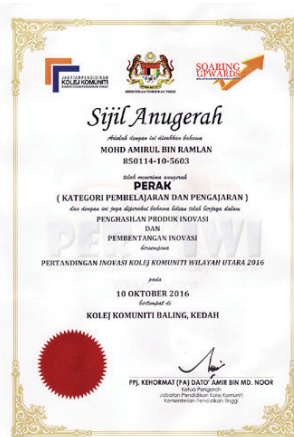 JABATAN PENDIDIKAN
KOLEJ KOMUNITI
KEMENTERIAN PENDIDIKAN TINGGI
SOARING
UPWARDS
Sijil Anugerah
Adalah dengan ini disahkan bahawa
MOHD AMIRUL BIN RAMLAN
850114-10-5603
telah menerima anugerah
PERAK
( KATEGORI PEMBELAJARAN DAN PENGAJARAN )
dan dengan ini juga diperakui bahawa beliau telah berjaya dalam
PENGHASILAN PRODUK INOVASI
DAN
PEMBENTANGAN INOVASI
bersempena
PERTANDINGAN INOVASI KOLEJ KOMUNITI WILAYAH UTARA 2016
pada
10 OKTOBER 2016
bertempat di
KOLEJ KOMUNITI BALING, KEDAH
PPJ. KEHORMAT (PA) DATO' AMIR BIN MD. NOOR
Ketua Pengarah
Jabatan Pendidikan Kolej Komuniti
Kementerian Pendidikan Tinggi